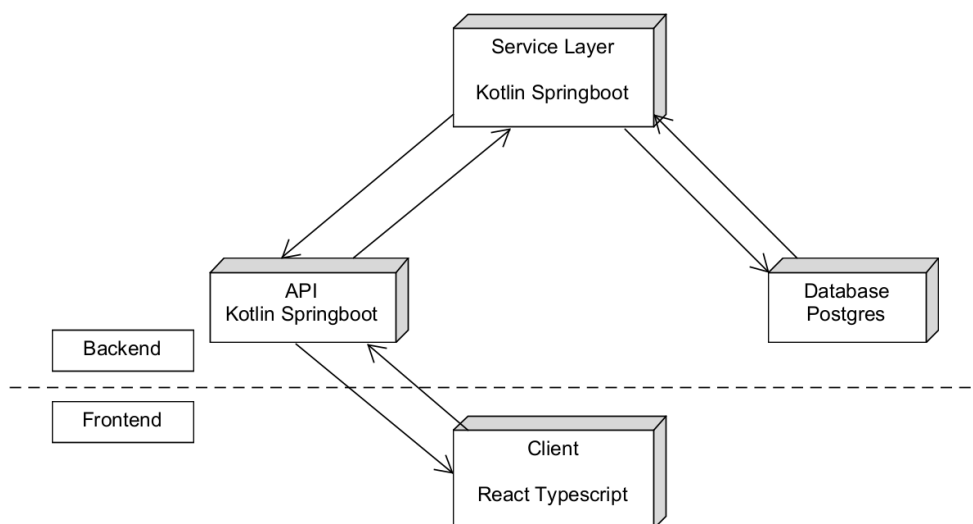 Service Layer
Kotlin Springboot
API
Kotlin Springboot
Database
Postgres
Backend
Frontend
Client
React Typescript